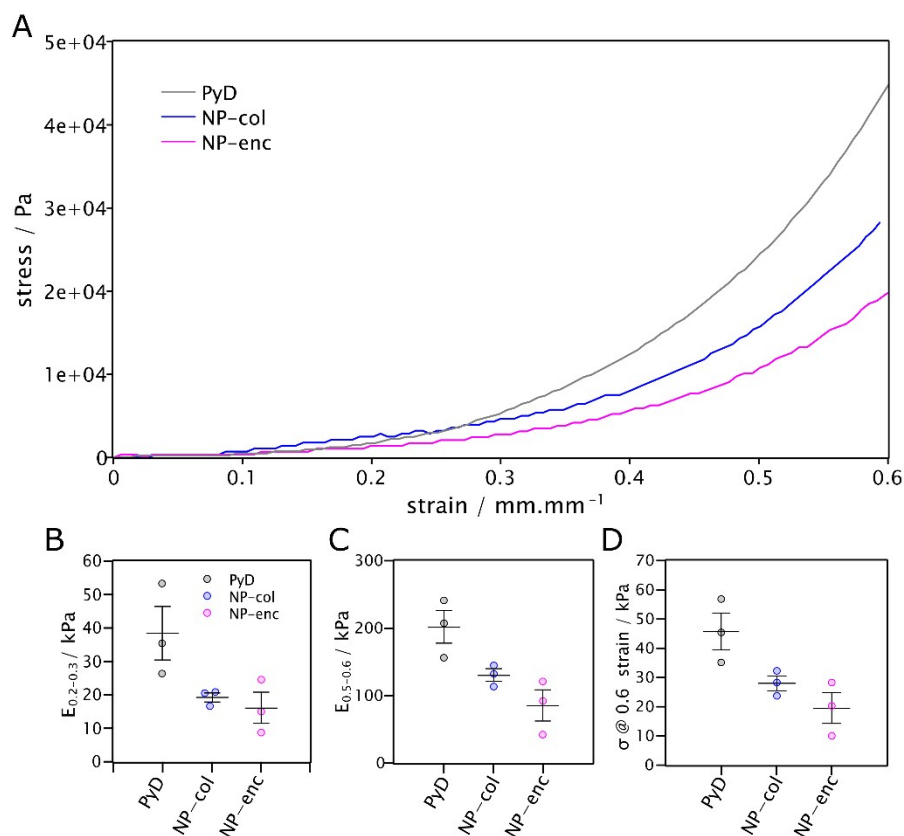 A
5e+04
4e+04
3e+04
2e+04
1e+04
0
stress / Pa
PyD
NP-col
NP-enc
0 0.1 0.2 0.3 0.4 0.5 0.6
strain / mm.mm⁻¹
B
60
50
40
30
20
10
0
E₀.₂₋₀.₃ / kPa
PyD
NP-col
NP-enc
PyD NP-col NP-enc
C
300
200
100
0
E₀.₅₋₀.₆ / kPa
PyD NP-col NP-enc
D
70
60
50
40
30
20
10
0
σ @ 0.6 strain / kPa
PyD NP-col NP-enc